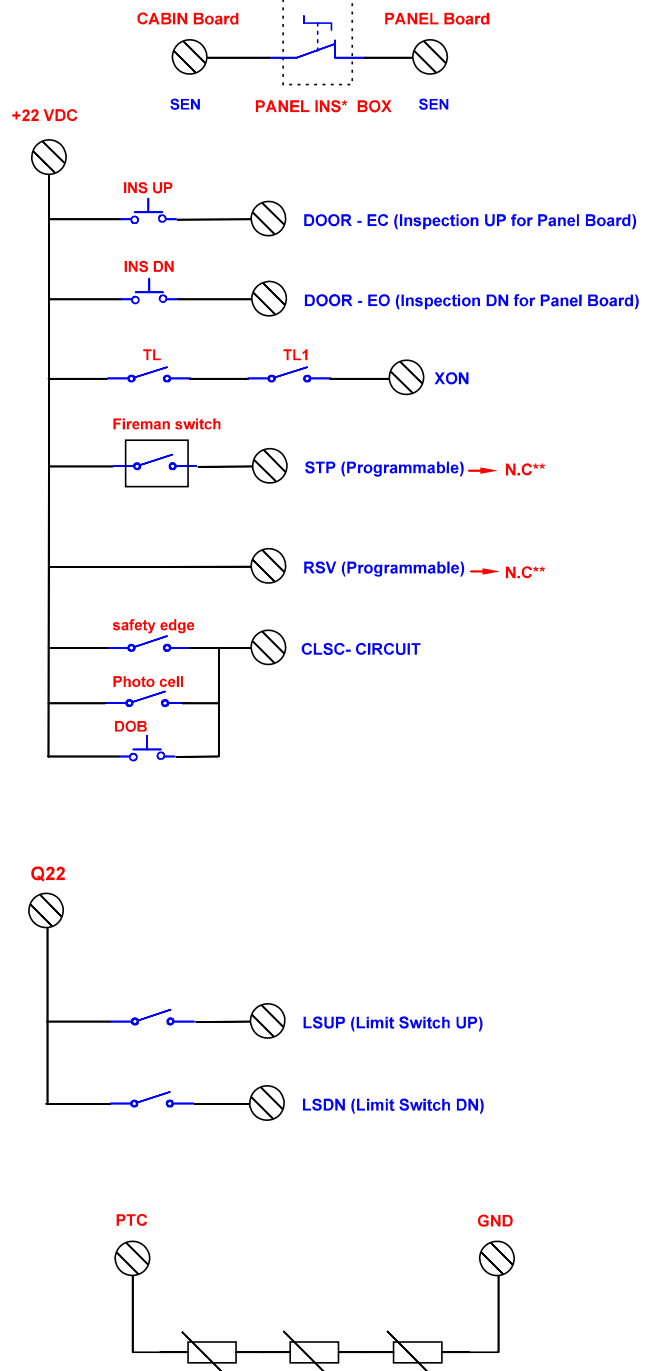 CABIN Board PANEL Board
SEN PANEL INS* BOX SEN
+22 VDC
INS UP
DOOR - EC (Inspection UP for Panel Board)
INS DN
DOOR - EO (Inspection DN for Panel Board)
TL TL1
XON
Fireman switch
STP (Programmable) N.C**
RSV (Programmable) N.C**
safety edge
CLSC- CIRCUIT
Photo cell
DOB
Q22
LSUP (Limit Switch UP)
LSDN (Limit Switch DN)
PTC GND